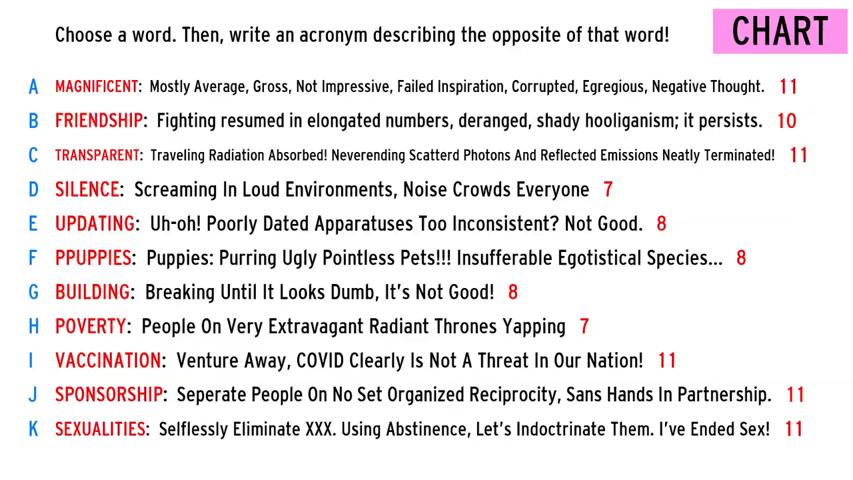 Choose a word. Then, write an acronym describing the opposite of that word!
CHART
A MAGNIFICENT: Mostly Average, Gross, Not Impressive, Failed Inspiration, Corrupted, Egregious, Negative Thought. 11
B FRIENDSHIP: Fighting resumed in elongated numbers, deranged, shady hooliganism; it persists. 10
C TRANSPARENT: Traveling Radiation Absorbed! Neverending Scatterd Photons And Reflected Emissions Neatly Terminated! 11
D SILENCE: Screaming In Loud Environments, Noise Crowds Everyone 7
E UPDATING: Uh-oh! Poorly Dated Apparatuses Too Inconsistent? Not Good. 8
F PPUPPIES: Puppies: Purring Ugly Pointless Pets!!! Insufferable Egotistical Species... 8
G BUILDING: Breaking Until It Looks Dumb, It's Not Good! 8
H POVERTY: People On Very Extravagant Radiant Thrones Yapping 7
I VACCINATION: Venture Away, COVID Clearly Is Not A Threat In Our Nation! 11
J SPONSORSHIP: Seperate People On No Set Organized Reciprocity, Sans Hands In Partnership. 11
K SEXUALITIES: Selflessly Eliminate XXX. Using Abstinence, Let's Indoctrinate Them. I've Ended Sex! 11